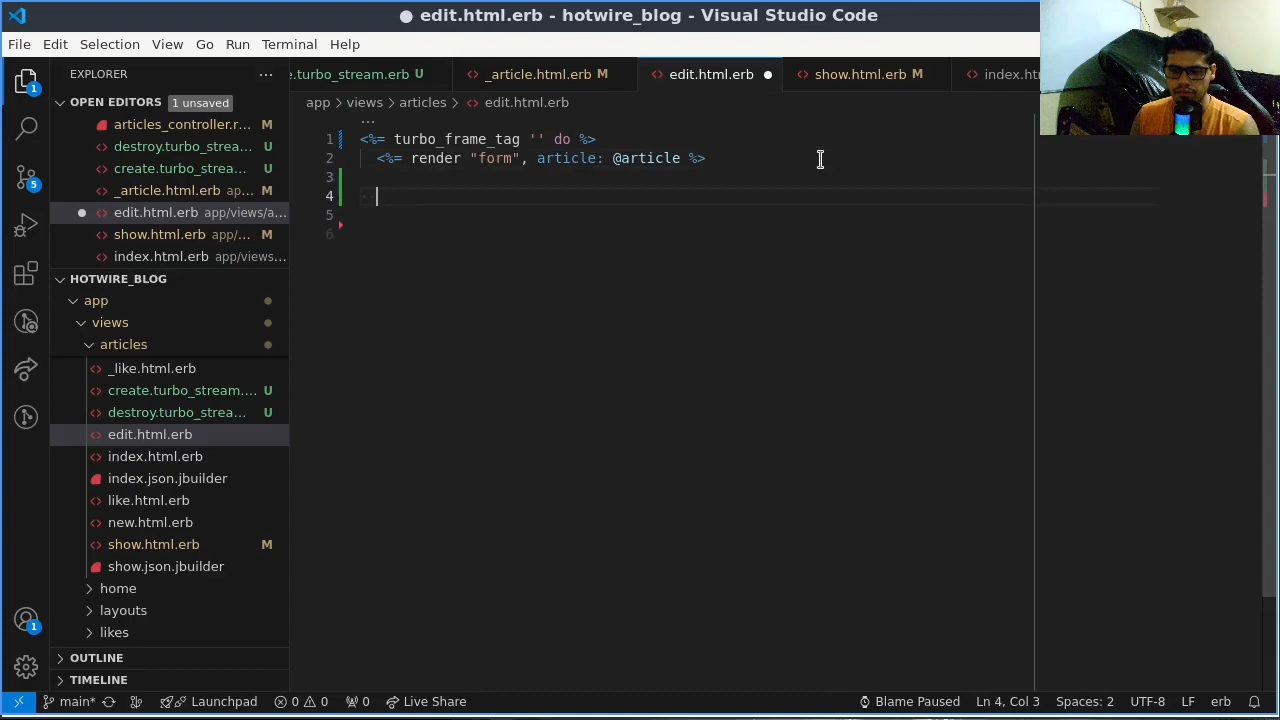 ● edit.html.erb - hotwire_blog - Visual Studio Code
File Edit Selection View Go Run Terminal Help
EXPLORER ···
OPEN EDITORS 1 unsaved
articles_controller.r... M
destroy.turbo_strea... U
create.turbo_stream... U
_article.html.erb ap... M
edit.html.erb app/views/a...
show.html.erb app/... M
index.html.erb app/views...
HOTWIRE_BLOG
app
views
articles
_like.html.erb
create.turbo_stream.... U
destroy.turbo_strea... U
edit.html.erb
index.html.erb
index.json.jbuilder
like.html.erb
new.html.erb
show.html.erb M
show.json.jbuilder
home
layouts
likes
OUTLINE
TIMELINE
1
5
1
e.turbo_stream.erb U
_article.html.erb M
edit.html.erb ●
show.html.erb M
index.ht
app > views > articles > edit.html.erb
···
1 <%= turbo_frame_tag '' do %>
2 <%= render "form", article: @article %>
3
4
5
6
main* Launchpad 0 0 0 Live Share
Blame Paused Ln 4, Col 3 Spaces: 2 UTF-8 LF erb